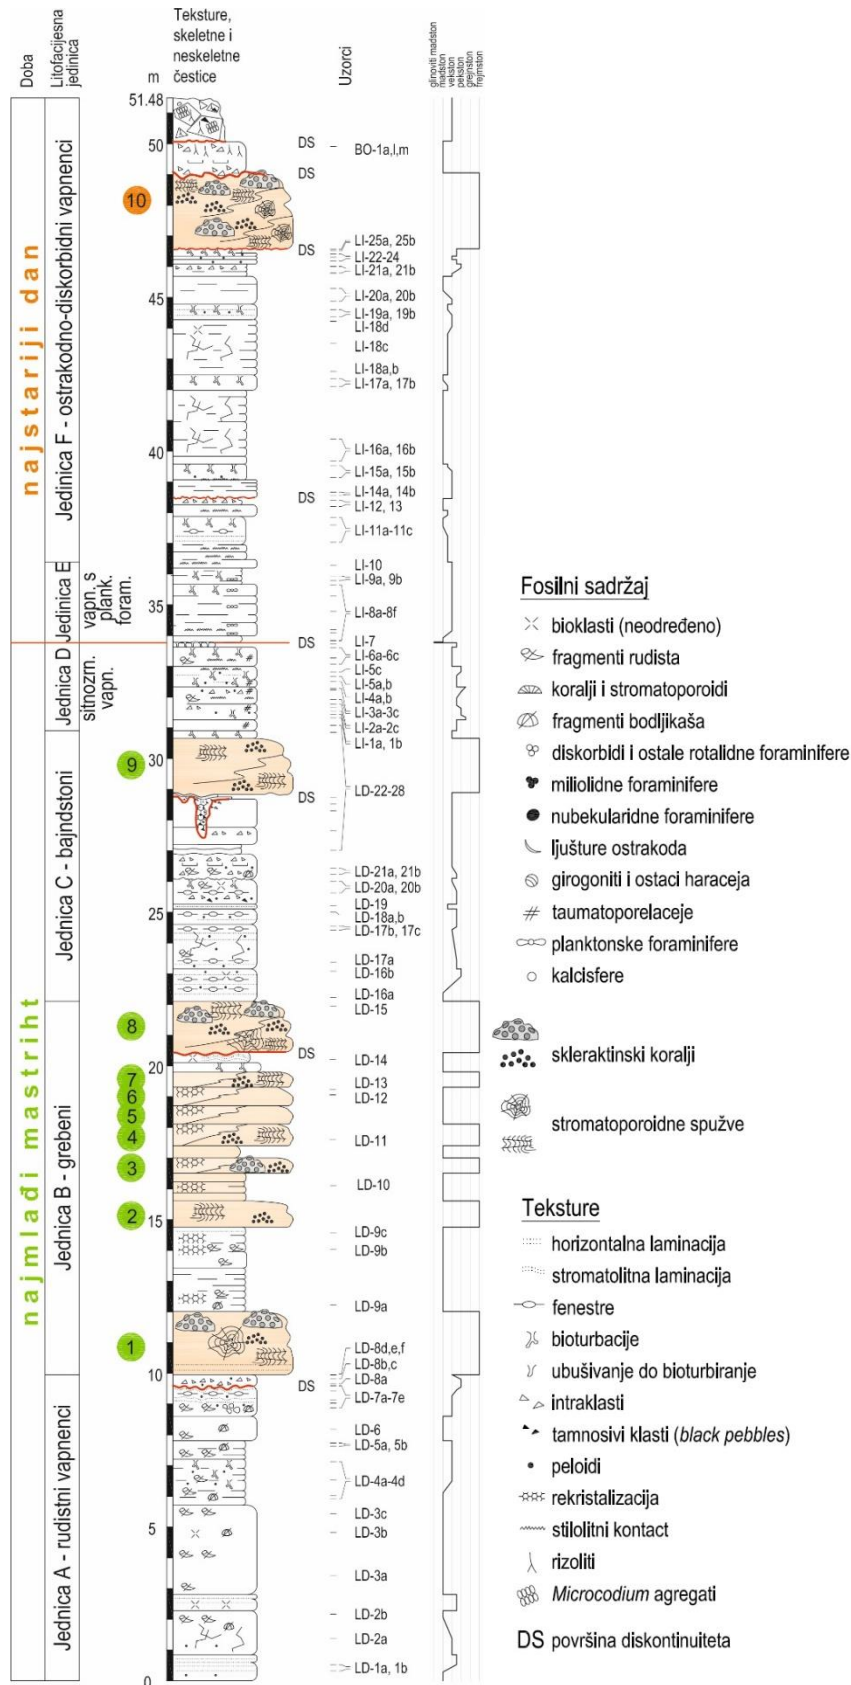 Doba
Litofacijesna
jedinica
m
Teksture,
skeletne i
neskeletne
čestice
Uzorci
glinoviti madston
madston
vekston
pekston
grejnston
frejmston
51.48
50
45
40
35
30
25
20
15
10
5
0
najstariji dan
najmlađi mastriht
Jedinica F - ostrakodno-diskorbidni vapnenci
Jedinica E
vapn. s
plank.
foram.
Jednica D
sitnozrn.
vapn.
Jednica C - bajndstoni
Jednica B - grebeni
Jednica A - rudistni vapnenci
10
9
8
7
6
5
4
3
2
1
DS
BO-1a,l,m
DS
DS
LI-25a, 25b
LI-22-24
LI-21a, 21b
LI-20a, 20b
LI-19a, 19b
LI-18d
LI-18c
LI-18a,b
LI-17a, 17b
LI-16a, 16b
LI-15a, 15b
LI-14a, 14b
DS
LI-12, 13
LI-11a-11c
LI-10
LI-9a, 9b
LI-8a-8f
DS
LI-7
LI-6a-6c
LI-5c
LI-5a,b
LI-4a,b
LI-3a-3c
LI-2a-2c
LI-1a, 1b
LD-22-28
DS
LD-21a, 21b
LD-20a, 20b
LD-19
LD-18a,b
LD-17b, 17c
LD-17a
LD-16b
LD-16a
LD-15
DS
LD-14
LD-13
LD-12
LD-11
LD-10
LD-9c
LD-9b
LD-9a
LD-8d,e,f
LD-8b,c
LD-8a
DS
LD-7a-7e
LD-6
LD-5a, 5b
LD-4a-4d
LD-3c
LD-3b
LD-3a
LD-2b
LD-2a
LD-1a, 1b
Fosilni sadržaj
bioklasti (neodređeno)
fragmenti rudista
koralji i stromatoporoidi
fragmenti bodljikaša
diskorbidi i ostale rotalidne foraminifere
miliolidne foraminifere
nubekularidne foraminifere
ljušture ostrakoda
girogoniti i ostaci haraceja
taumatoporelaceje
planktonske foraminifere
kalcisfere
skleraktinski koralji
stromatoporoidne spužve
Teksture
horizontalna laminacija
stromatolitna laminacija
fenestre
bioturbacije
ubušivanje do bioturbiranje
intraklasti
tamnosivi klasti (black pebbles)
peloidi
rekristalizacija
stilolitni contact
rizoliti
Microcodium agregati
DS površina diskontinuiteta